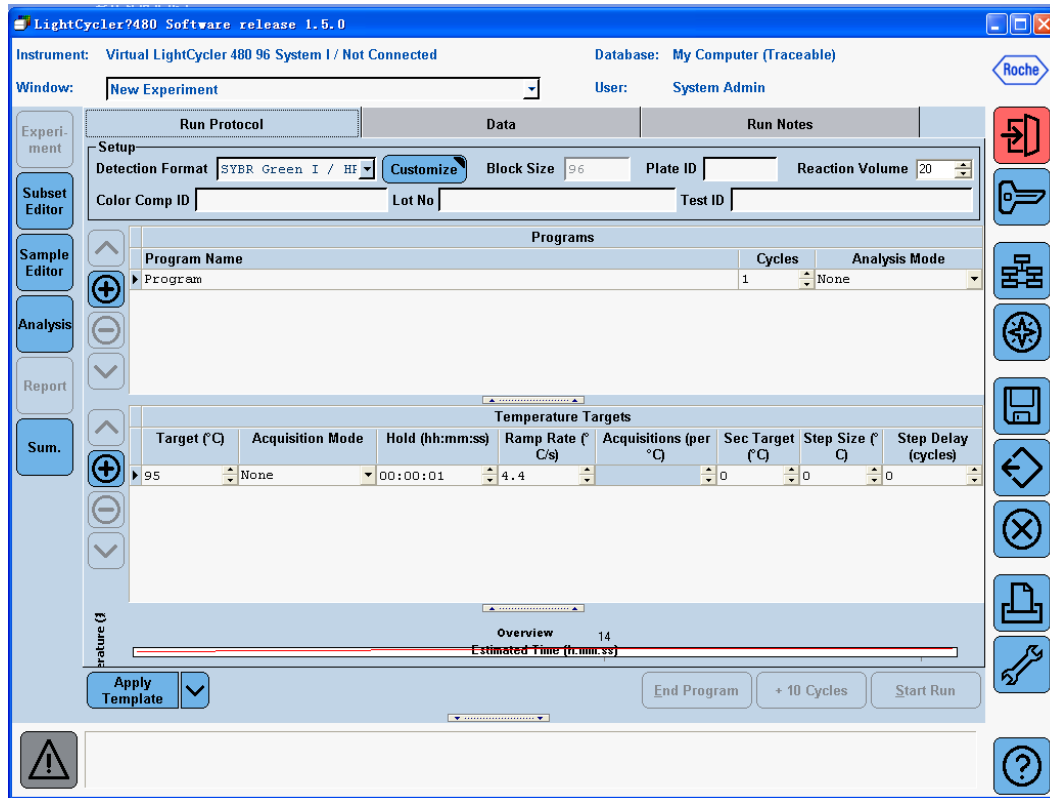 LightCycler?480 Software release 1.5.0
Instrument: Virtual LightCycler 480 96 System I / Not Connected Database: My Computer (Traceable)
Window: New Experiment User: System Admin
Roche
Experi-
ment
Subset
Editor
Sample
Editor
Analysis
Report
Sum.
Run Protocol Data Run Notes
Setup
Detection Format SYBR Green I / HR Customize Block Size 96 Plate ID Reaction Volume 20
Color Comp ID Lot No Test ID
Programs
Program Name Cycles Analysis Mode
Program 1 None
Temperature Targets
Target (°C) Acquisition Mode Hold (hh:mm:ss) Ramp Rate (° Acquisitions (per Sec Target Step Size (° Step Delay
C/s) °C) (°C) C) (cycles)
95 None 00:00:01 4.4 0 0 0
Overview
14
Estimated Time (h:mm:ss)
Apply
Template
End Program + 10 Cycles Start Run